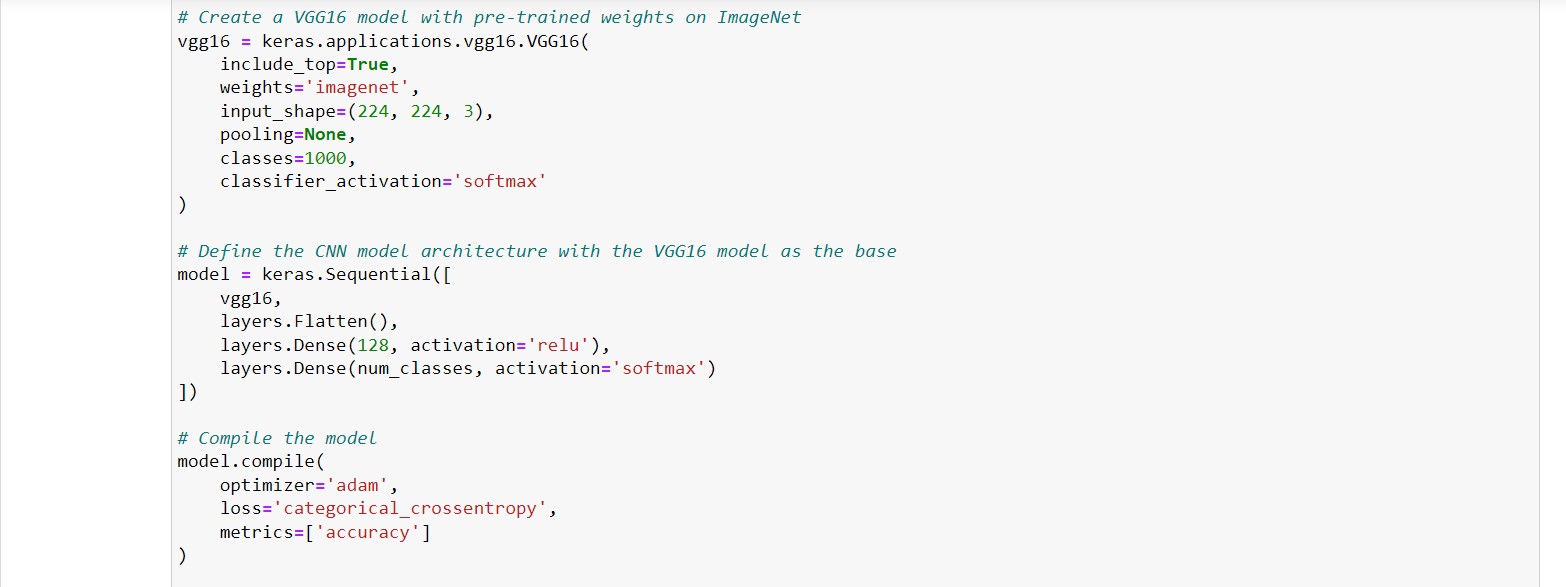 # Create a VGG16 model with pre-trained weights on ImageNet
vgg16 = keras.applications.vgg16.VGG16(
    include_top=True,
    weights='imagenet',
    input_shape=(224, 224, 3),
    pooling=None,
    classes=1000,
    classifier_activation='softmax'
)

# Define the CNN model architecture with the VGG16 model as the base
model = keras.Sequential([
    vgg16,
    layers.Flatten(),
    layers.Dense(128, activation='relu'),
    layers.Dense(num_classes, activation='softmax')
])

# Compile the model
model.compile(
    optimizer='adam',
    loss='categorical_crossentropy',
    metrics=['accuracy']
)